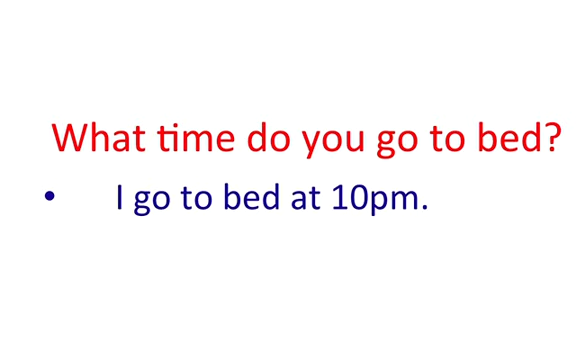 What time do you go to bed?
• I go to bed at 10pm.